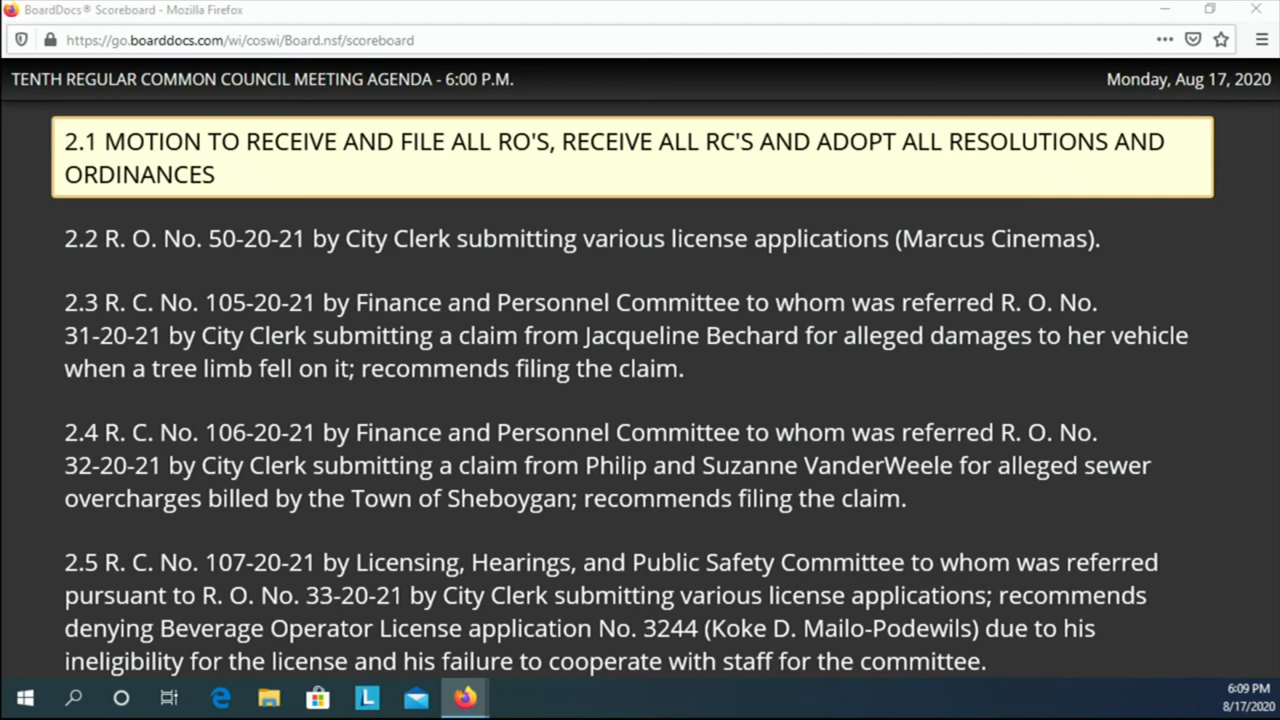 BoardDocs® Scoreboard - Mozilla Firefox
https://go.boarddocs.com/wi/coswi/Board.nsf/scoreboard
TENTH REGULAR COMMON COUNCIL MEETING AGENDA - 6:00 P.M.
Monday, Aug 17, 2020
2.1 MOTION TO RECEIVE AND FILE ALL RO'S, RECEIVE ALL RC'S AND ADOPT ALL RESOLUTIONS AND
ORDINANCES
2.2 R. O. No. 50-20-21 by City Clerk submitting various license applications (Marcus Cinemas).
2.3 R. C. No. 105-20-21 by Finance and Personnel Committee to whom was referred R. O. No.
31-20-21 by City Clerk submitting a claim from Jacqueline Bechard for alleged damages to her vehicle
when a tree limb fell on it; recommends filing the claim.
2.4 R. C. No. 106-20-21 by Finance and Personnel Committee to whom was referred R. O. No.
32-20-21 by City Clerk submitting a claim from Philip and Suzanne VanderWeele for alleged sewer
overcharges billed by the Town of Sheboygan; recommends filing the claim.
2.5 R. C. No. 107-20-21 by Licensing, Hearings, and Public Safety Committee to whom was referred
pursuant to R. O. No. 33-20-21 by City Clerk submitting various license applications; recommends
denying Beverage Operator License application No. 3244 (Koke D. Mailo-Podewils) due to his
ineligibility for the license and his failure to cooperate with staff for the committee.
L
6:09 PM
8/17/2020